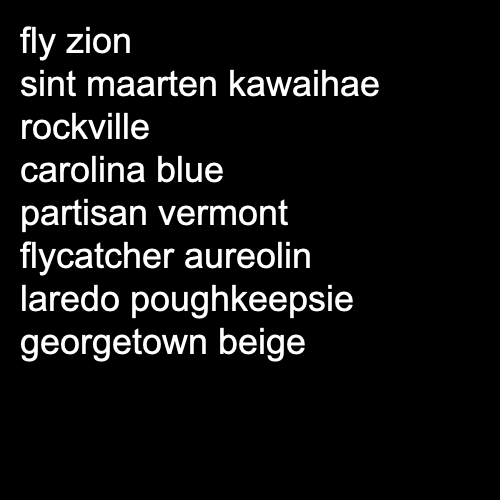 fly zion
sint maarten kawaihae
rockville
carolina blue
partisan vermont
flycatcher aureolin
laredo poughkeepsie
georgetown beige